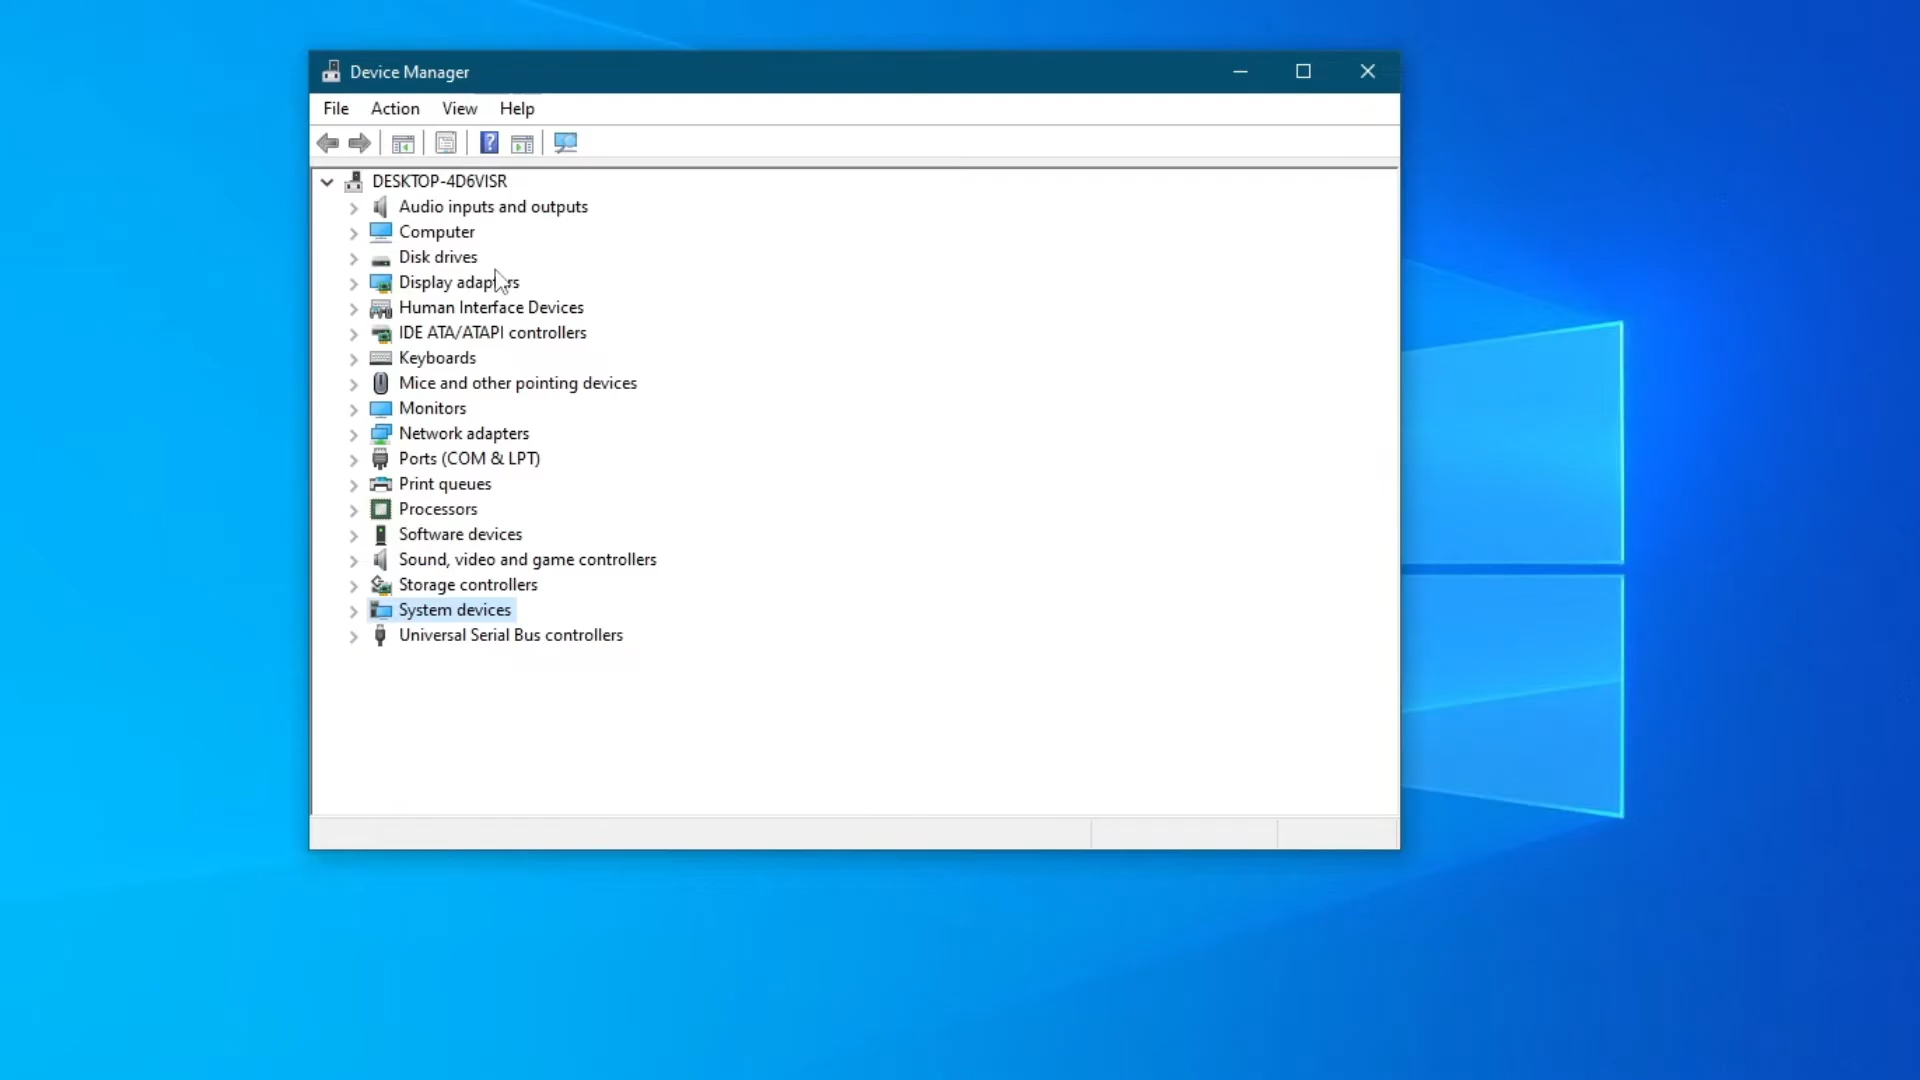 Device Manager
File Action View Help
DESKTOP-4D6VISR
Audio inputs and outputs
Computer
Disk drives
Display adapters
Human Interface Devices
IDE ATA/ATAPI controllers
Keyboards
Mice and other pointing devices
Monitors
Network adapters
Ports (COM & LPT)
Print queues
Processors
Software devices
Sound, video and game controllers
Storage controllers
System devices
Universal Serial Bus controllers